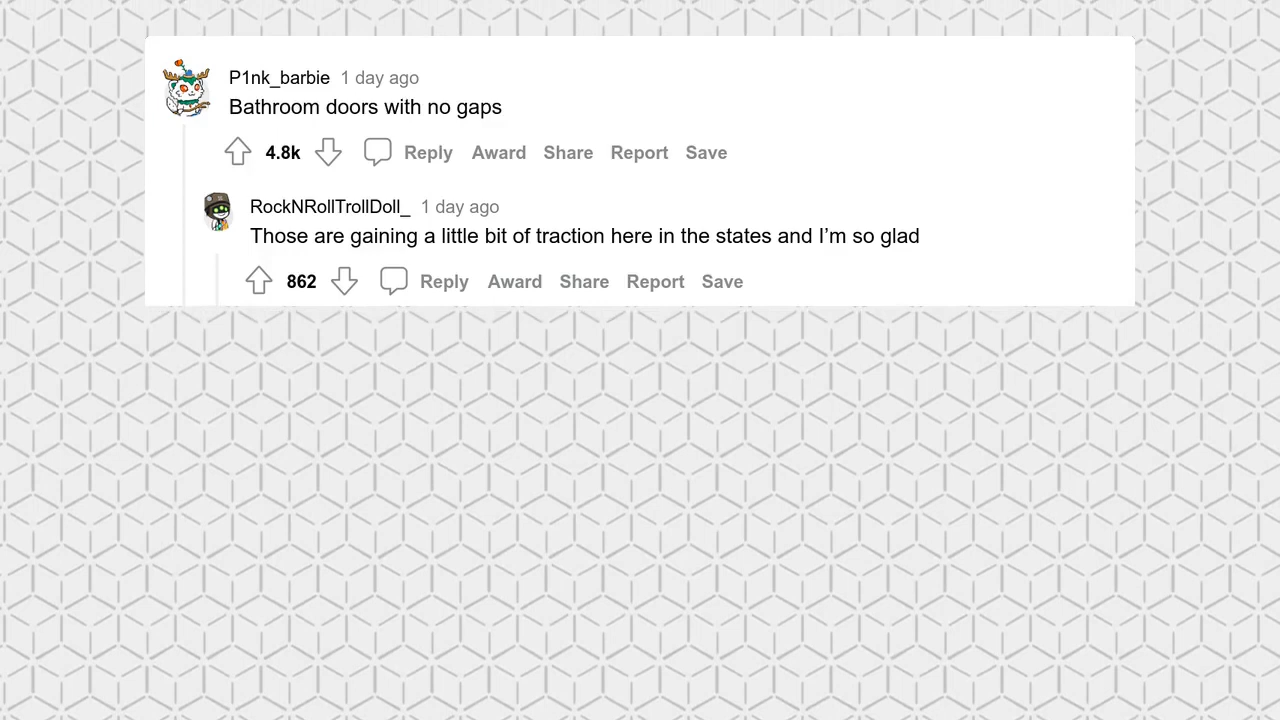 P1nk_barbie 1 day ago
Bathroom doors with no gaps
4.8k Reply Award Share Report Save
RockNRollTrollDoll_ 1 day ago
Those are gaining a little bit of traction here in the states and I’m so glad
862 Reply Award Share Report Save